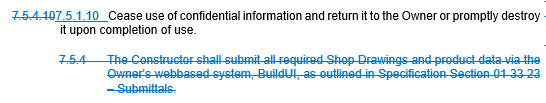 7.5.4.107.5.1.10 Cease use of confidential information and return it to the Owner or promptly destroy
it upon completion of use.
7.5.4 The Constructor shall submit all required Shop Drawings and product data via the
Owner's webbased system, BuildUI, as outlined in Specification Section 01 33 23
– Submittals.